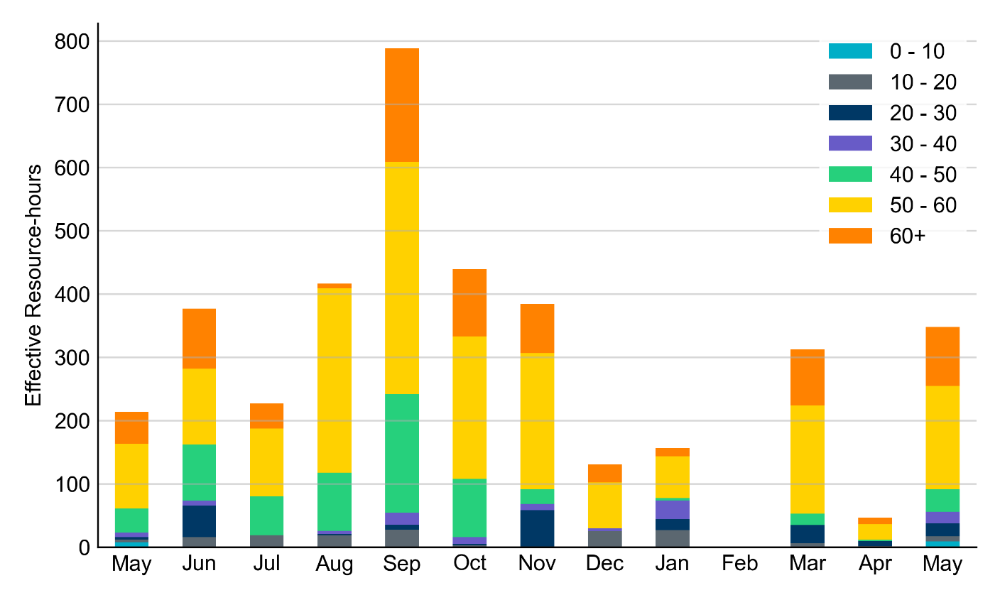 Effective Resource-hours
800
700
600
500
400
300
200
100
0
0 - 10
10 - 20
20 - 30
30 - 40
40 - 50
50 - 60
60+
May Jun Jul Aug Sep Oct Nov Dec Jan Feb Mar Apr May